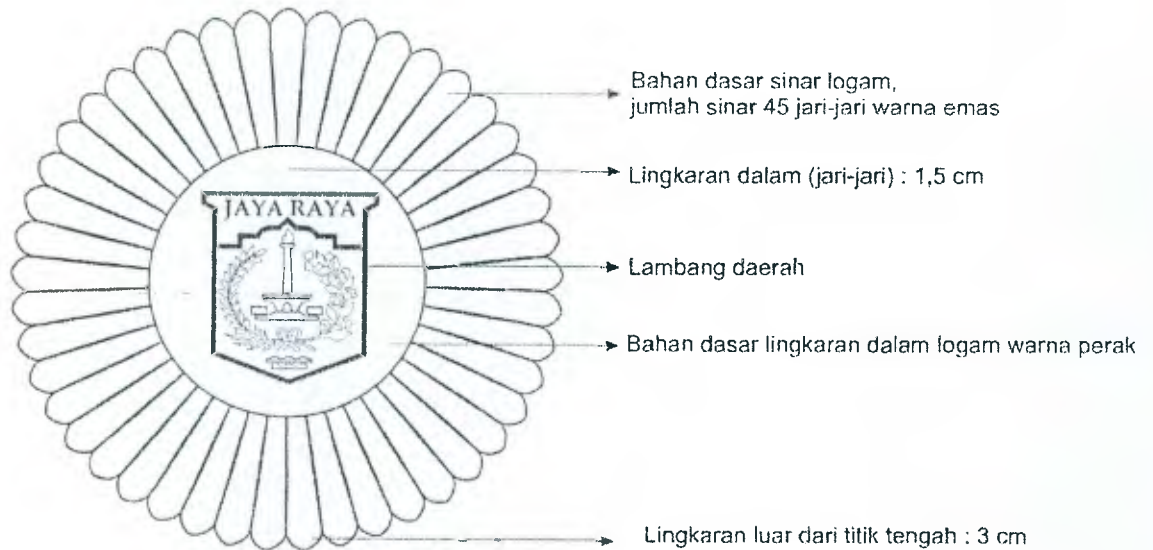 Bahan dasar sinar logam,
jumlah sinar 45 jari-jari warna emas
Lingkaran dalam (jari-jari) : 1,5 cm
JAYA RAYA
Lambang daerah
Bahan dasar lingkaran dalam logam warna perak
Lingkaran luar dari titik tengah : 3 cm